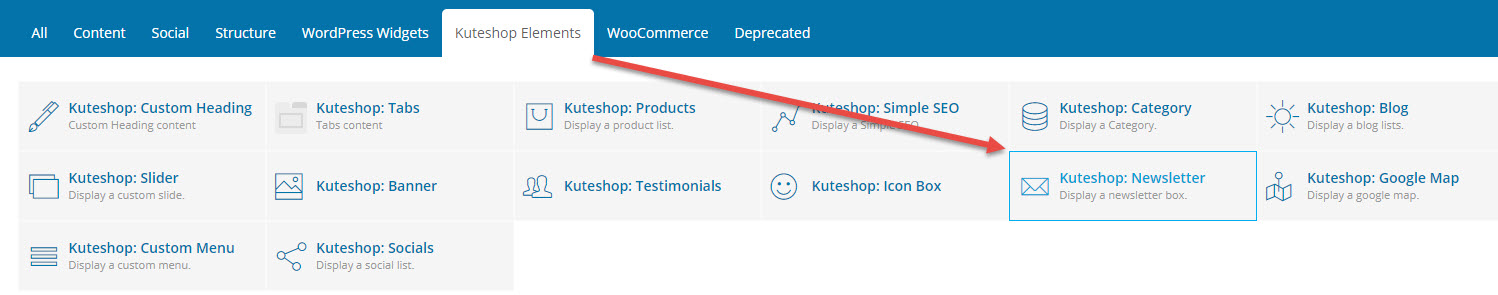 All Content Social Structure WordPress Widgets Kuteshop Elements WooCommerce Deprecated
Kuteshop: Custom Heading
Custom Heading content
Kuteshop: Tabs
Tabs content
Kuteshop: Products
Display a product list.
Kuteshop: Simple SEO
Display a Simple SEO
Kuteshop: Category
Display a Category.
Kuteshop: Blog
Display a blog lists.
Kuteshop: Slider
Display a custom slide.
Kuteshop: Banner
Kuteshop: Testimonials
Kuteshop: Icon Box
Kuteshop: Newsletter
Display a newsletter box.
Kuteshop: Google Map
Display a google map.
Kuteshop: Custom Menu
Display a custom menu.
Kuteshop: Socials
Display a social list.